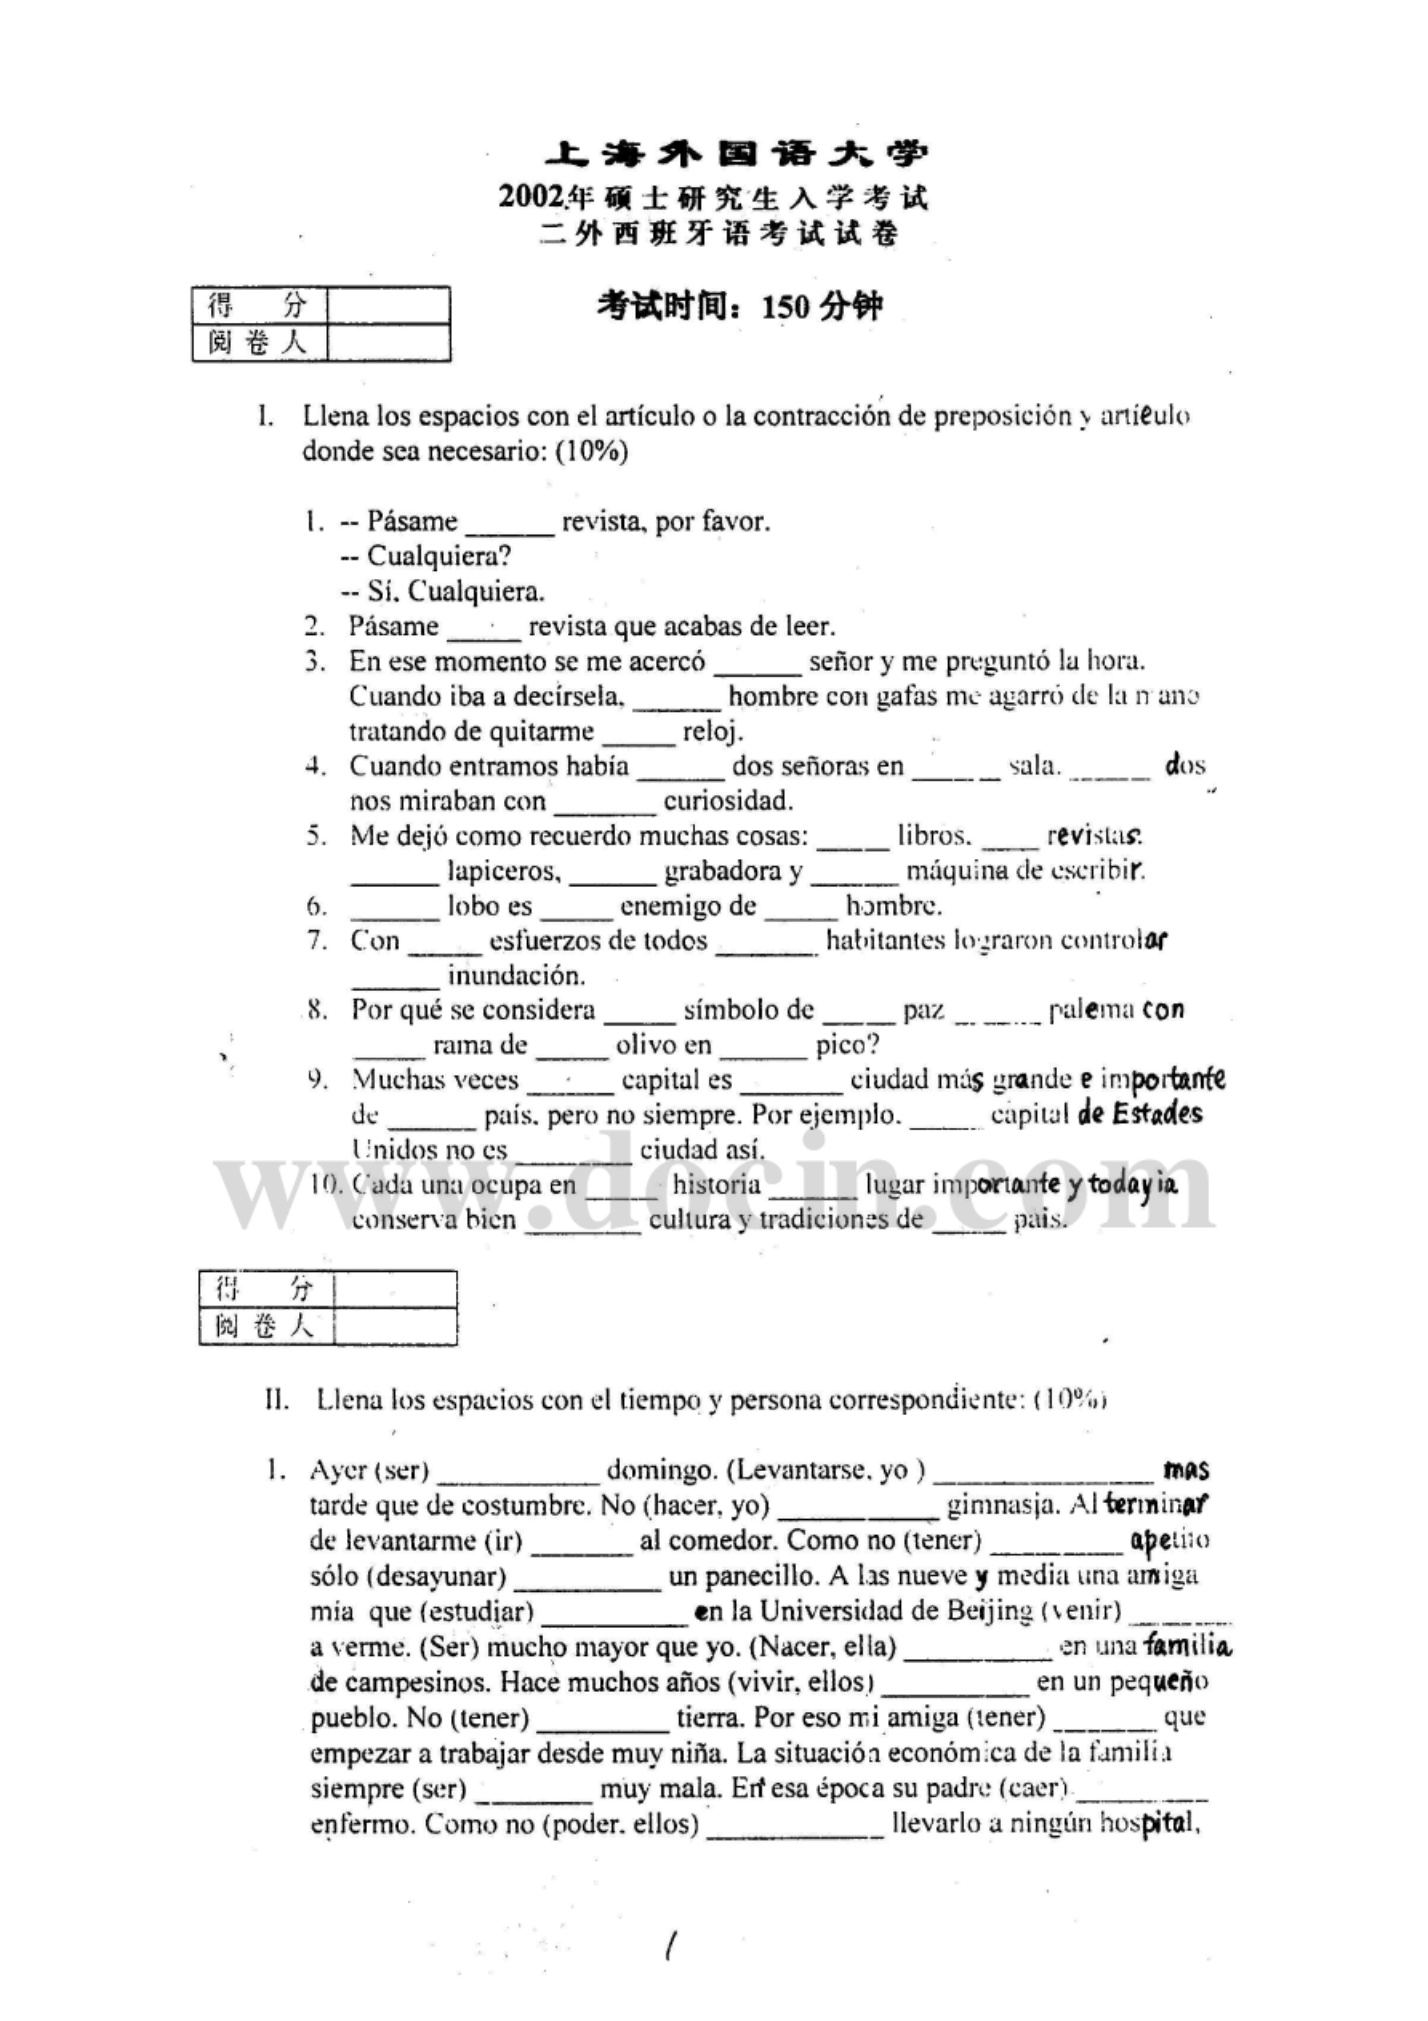 上海外国语大学
2002年硕士研究生入学考试
二外西班牙语考试试卷
考试时间：150 分钟
得 分
阅 卷 人
I. Llena los espacios con el artículo o la contracción de preposición y artículo
donde sea necesario: (10%)
1. -- Pásame ______ revista, por favor.
-- Cualquiera?
-- Sí. Cualquiera.
2. Pásame _____ revista que acabas de leer.
3. En ese momento se me acercó ______ señor y me preguntó la hora.
Cuando iba a decírsela, ______ hombre con gafas me agarró de la mano
tratando de quitarme _____ reloj.
4. Cuando entramos había ______ dos señoras en ______ sala. ______ dos
nos miraban con _______ curiosidad.
5. Me dejó como recuerdo muchas cosas: _____ libros, ____ revistas,
______ lapiceros, ______ grabadora y ______ máquina de escribir.
6. ______ lobo es _____ enemigo de _____ hombre.
7. Con _____ esfuerzos de todos _______ habitantes lograron controlar
______ inundación.
8. Por qué se considera _____ símbolo de _____ paz ______ palema con
_____ rama de _____ olivo en ______ pico?
9. Muchas veces ______ capital es _______ ciudad más grande e importante
de ______ país, pero no siempre. Por ejemplo, _____ capital de Estades
Unidos no es ________ ciudad así.
10. Cada una ocupa en _____ historia ______ lugar importante y todayia
conserva bien ________ cultura y tradiciones de _____ país.
www.docin.com
得 分
阅 卷 人
II. Llena los espacios con el tiempo y persona correspondiente: (10%)
1. Ayer (ser) ___________ domingo. (Levantarse, yo ) _______________ mas
tarde que de costumbre. No (hacer, yo) ___________ gimnasia. Al terminar
de levantarme (ir) _______ al comedor. Como no (tener) _________ apetito
sólo (desayunar) __________ un panecillo. A las nueve y media una amiga
mía que (estudiar) __________ en la Universidad de Beijing (venir) _______
a verme. (Ser) mucho mayor que yo. (Nacer, ella) __________ en una familia
de campesinos. Hace muchos años (vivir, ellos) __________ en un pequeño
pueblo. No (tener) _________ tierra. Por eso mi amiga (tener) _______ que
empezar a trabajar desde muy niña. La situación económica de la familia
siempre (ser) ________ muy mala. En esa época su padre (caer) _________
enfermo. Como no (poder, ellos) ____________ llevarlo a ningún hospital,
1